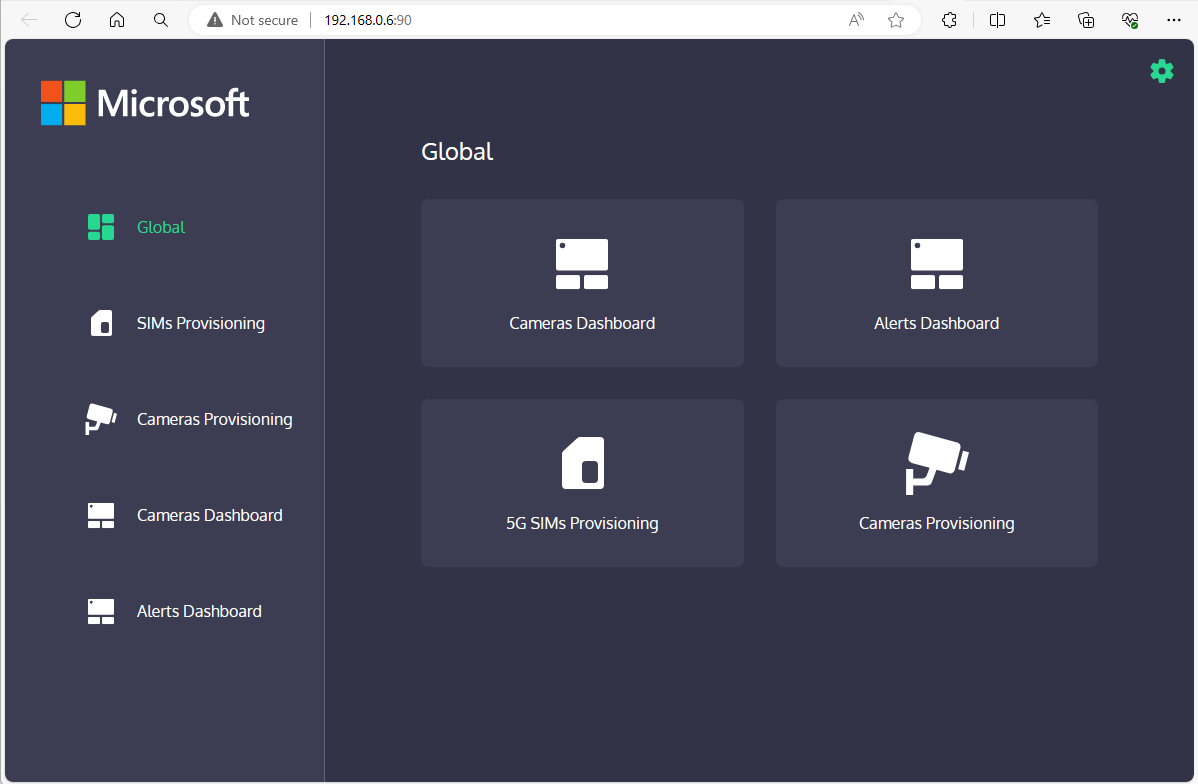 Not secure
192.168.0.6:90
Microsoft
Global
SIMs Provisioning
Cameras Provisioning
Cameras Dashboard
Alerts Dashboard
Global
Cameras Dashboard
Alerts Dashboard
5G SIMs Provisioning
Cameras Provisioning